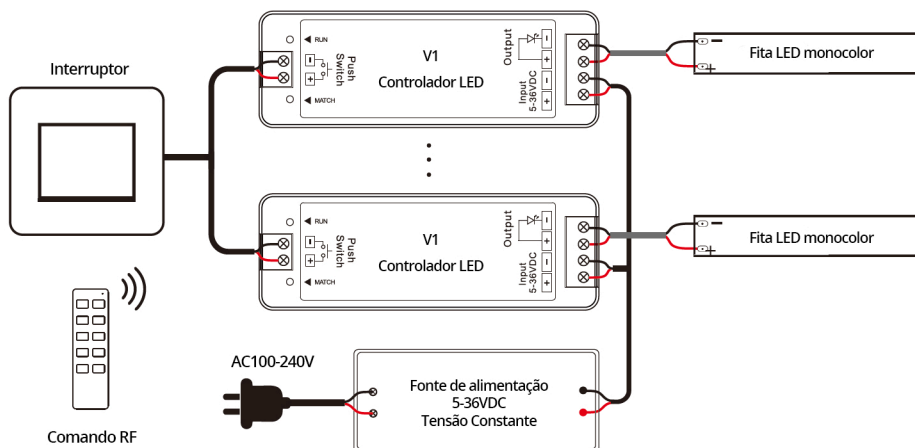 Interruptor
RUN
Push
Switch
MATCH
V1
Controlador LED
Output
Input
5-36VDC
Fita LED monocolor
RUN
Push
Switch
MATCH
V1
Controlador LED
Output
Input
5-36VDC
Fita LED monocolor
AC100-240V
Fonte de alimentação
5-36VDC
Tensão Constante
Comando RF